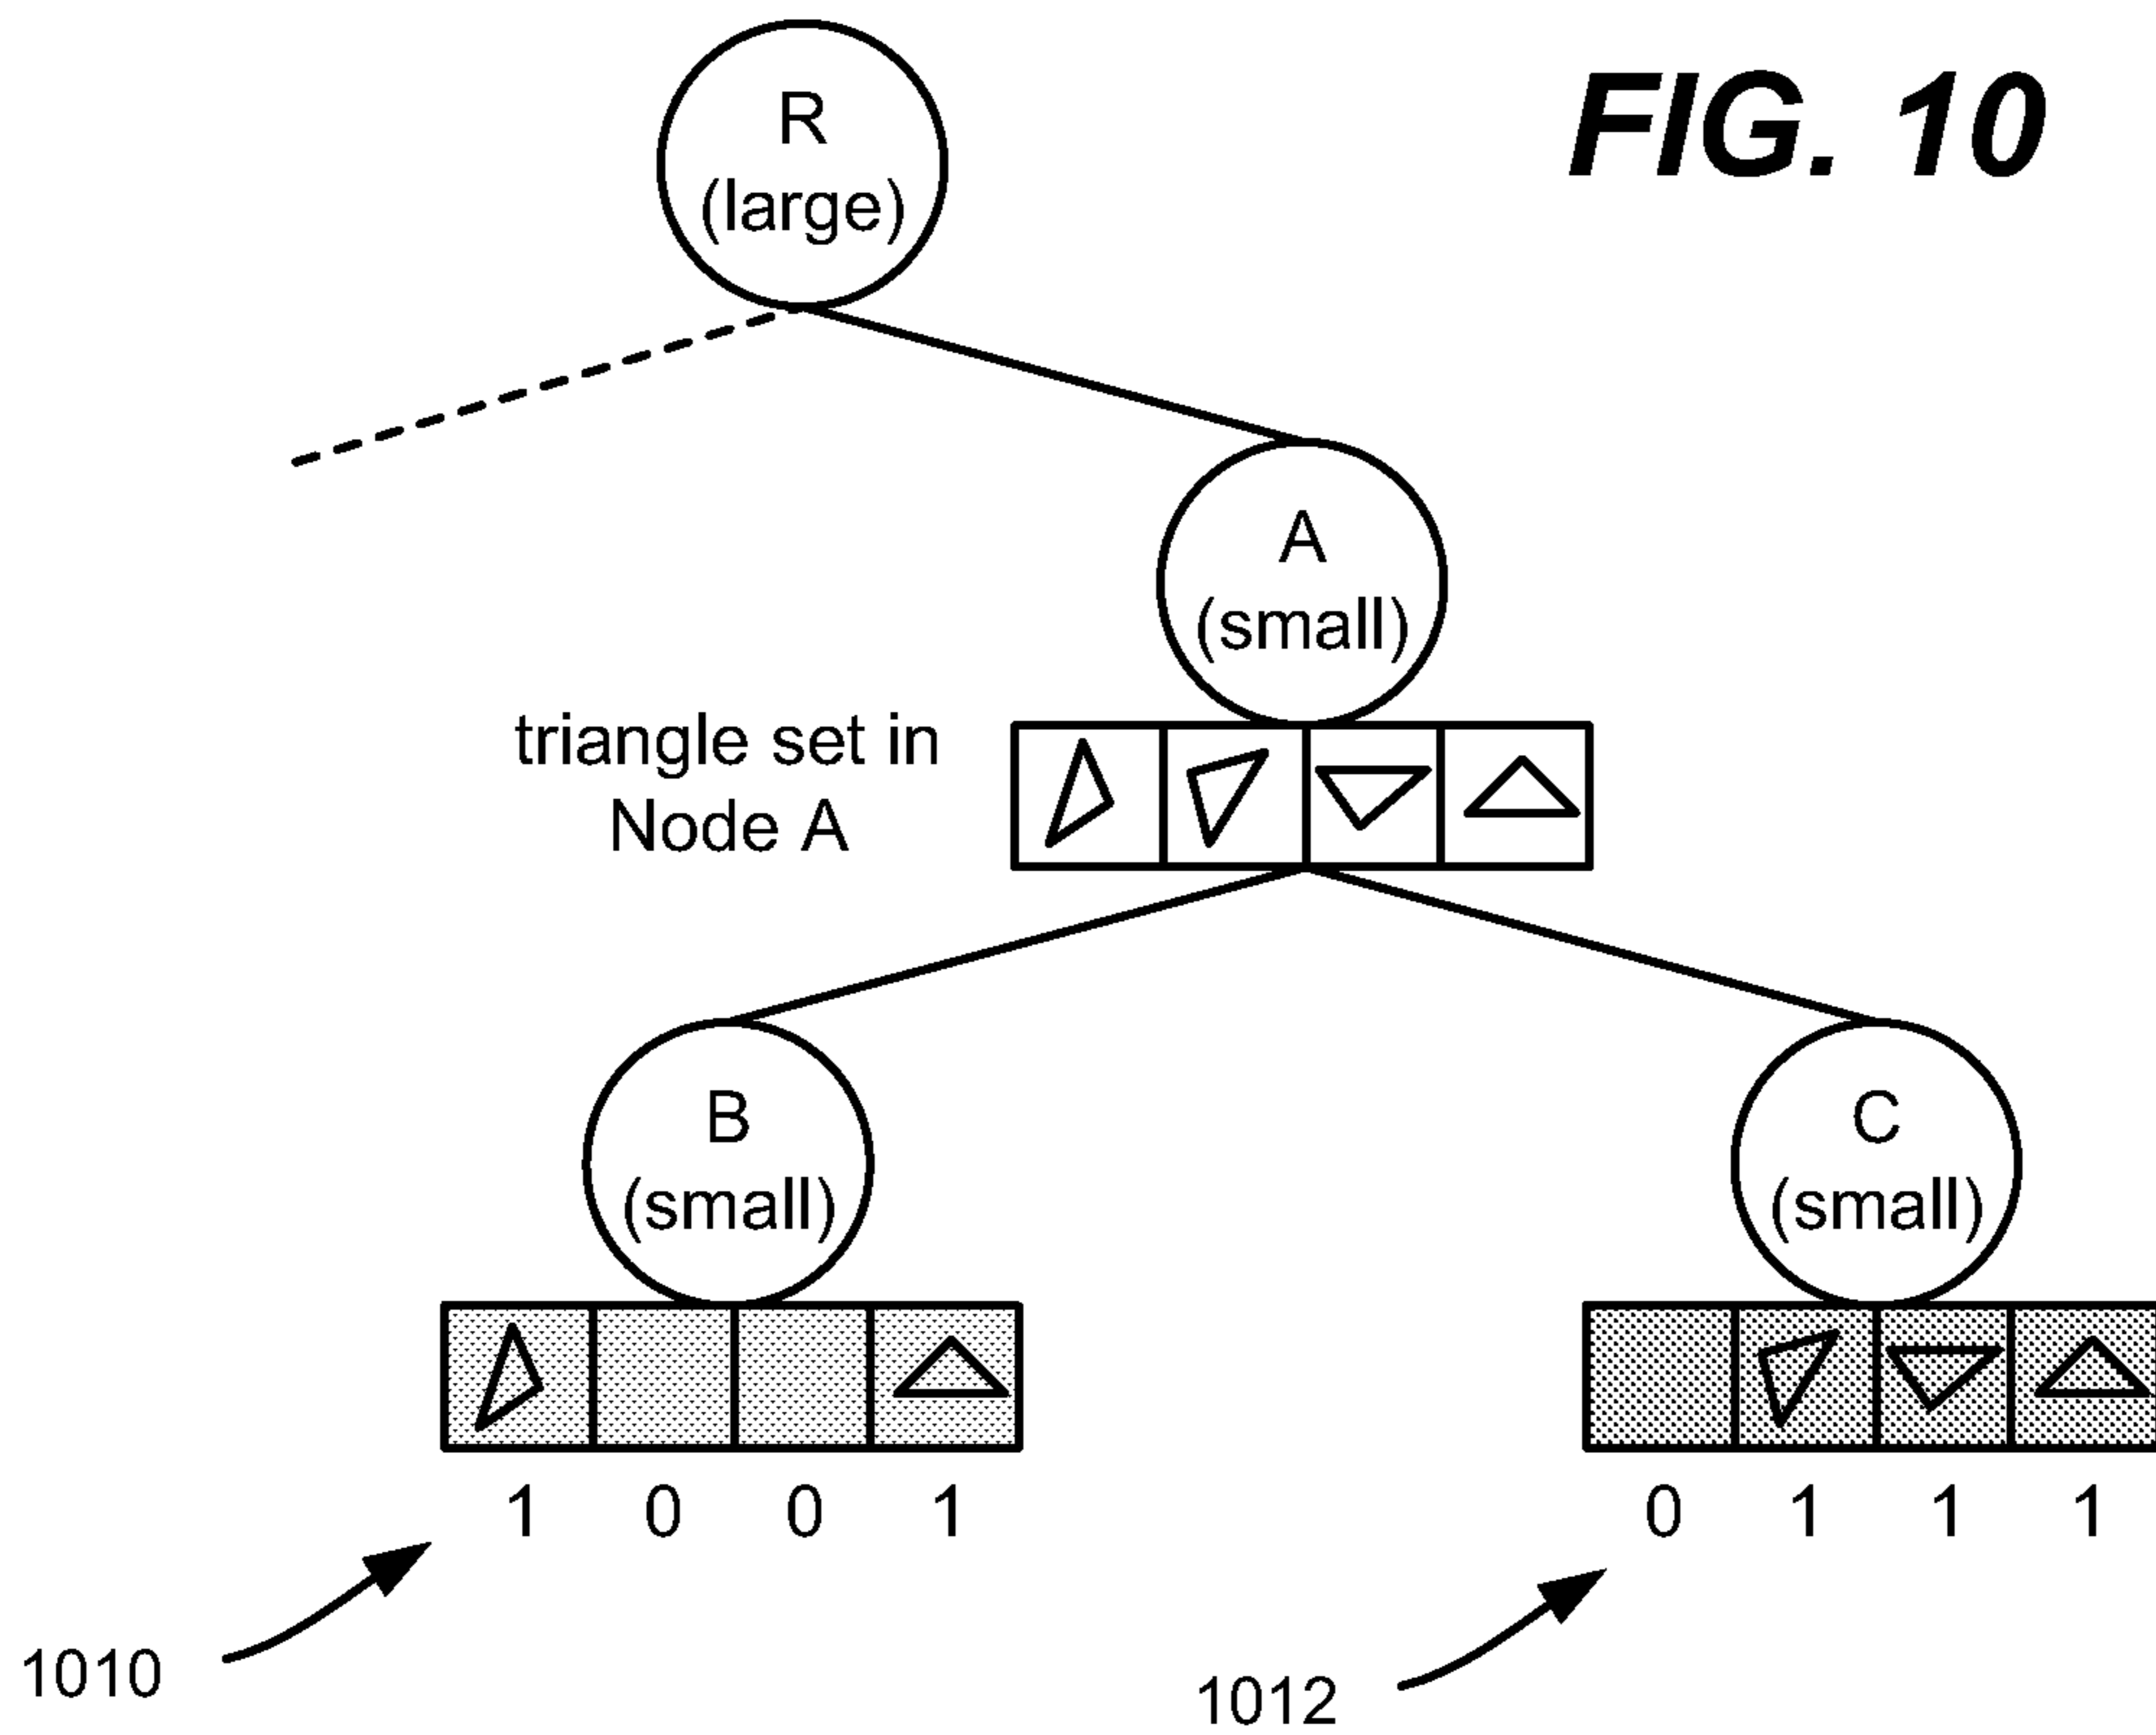 FIG. 10
R
(large)
A
(small)
triangle set in
Node A
B
(small)
C
(small)
1 0 0 1
0 1 1 1
1010
1012